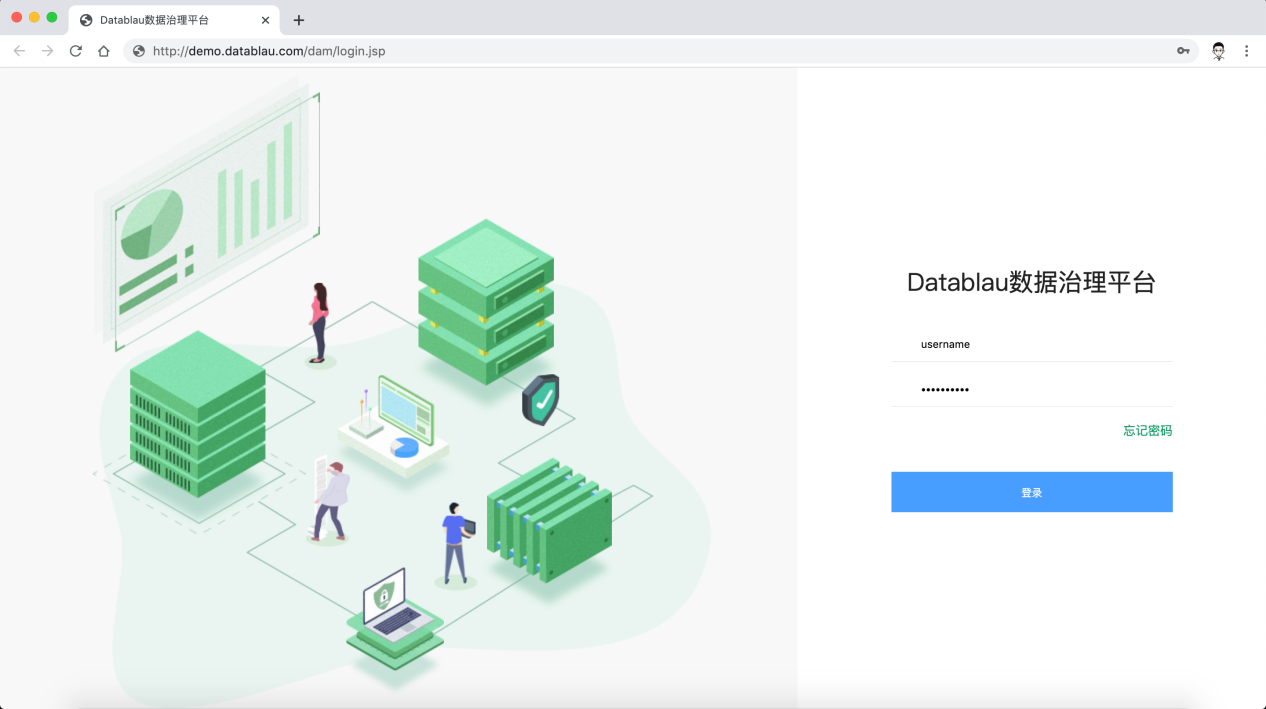 Datablau数据治理平台
http://demo.datablau.com/dam/login.jsp
Datablau数据治理平台
username
••••••••••
忘记密码
登录